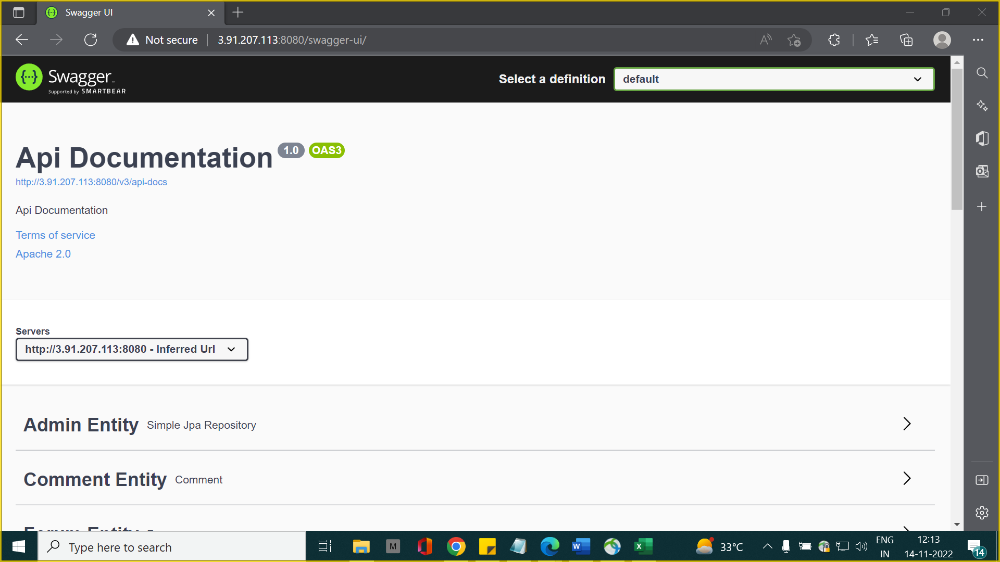 Swagger UI
Not secure
3.91.207.113:8080/swagger-ui/
Swagger
Supported by SMARTBEAR
Select a definition
default
Api Documentation 1.0 OAS3
http://3.91.207.113:8080/v3/api-docs
Api Documentation
Terms of service
Apache 2.0
Servers
http://3.91.207.113:8080 - Inferred Url
Admin Entity Simple Jpa Repository
Comment Entity Comment
Type here to search
33°C
ENG
IN
12:13
14-11-2022
14